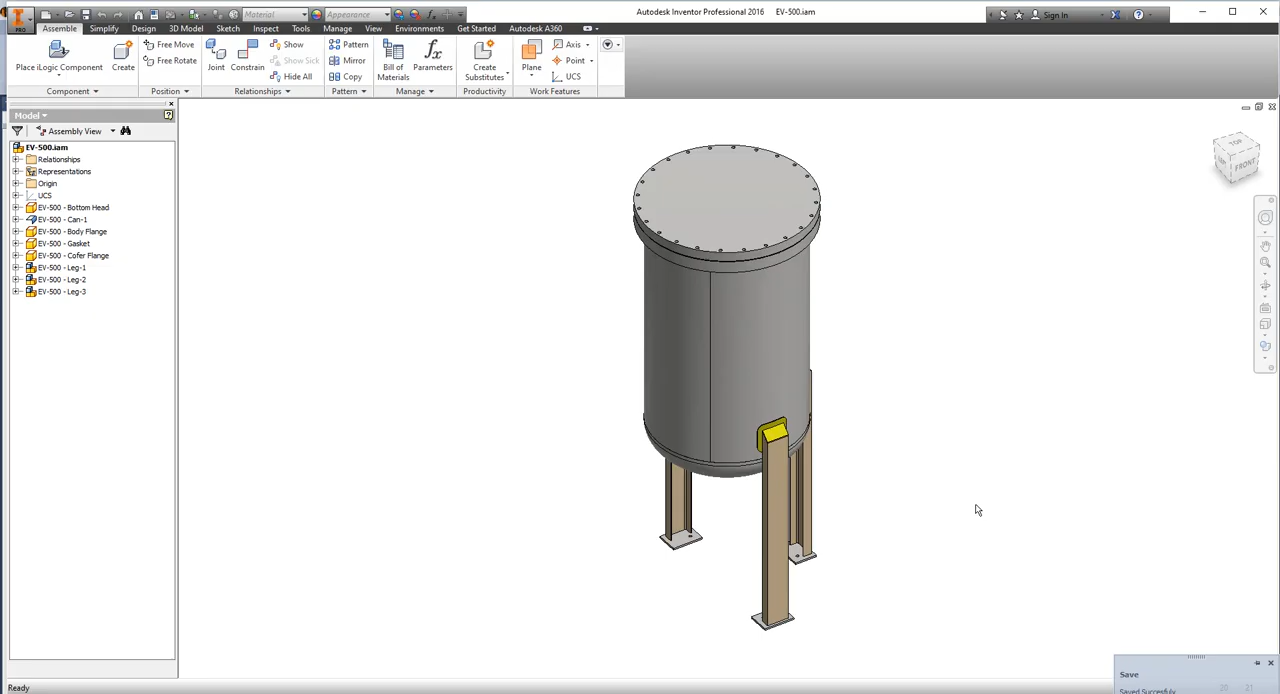 Material
Appearance
Autodesk Inventor Professional 2016 EV-500.iam
Sign In
PRO
Assemble Simplify Design 3D Model Sketch Inspect Tools Manage View Environments Get Started Autodesk A360
Place iLogic Component
Create
Free Move
Free Rotate
Joint
Constrain
Show
Show Sick
Hide All
Pattern
Mirror
Copy
Bill of
Materials
Parameters
Create
Substitutes
Plane
Axis
Point
UCS
Component Position Relationships Pattern Manage Productivity Work Features
Model
Assembly View
EV-500.iam
Relationships
Representations
Origin
UCS
EV-500 - Bottom Head
EV-500 - Can-1
EV-500 - Body Flange
EV-500 - Gasket
EV-500 - Cofer Flange
EV-500 - Leg-1
EV-500 - Leg-2
EV-500 - Leg-3
TOP
FRONT
Save
Saved Succesfuly
20 21
Ready